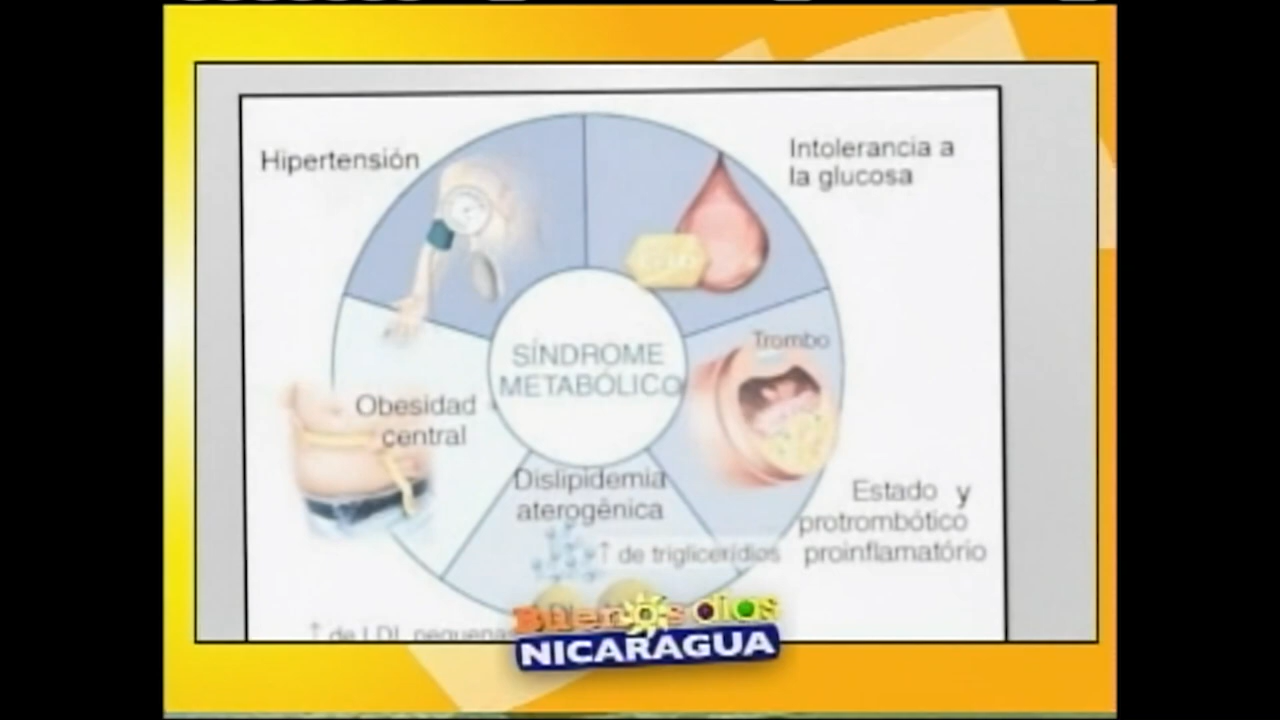 Hipertensión
Intolerancia a
la glucosa
Trombo
SÍNDROME
METABÓLICO
Obesidad
central
Dislipidemia
aterogênica
↑ de trigliceridios
Estado y
protrombótico
proinflamatório
↑ de LDL pequenas
Buenos días
NICARAGUA